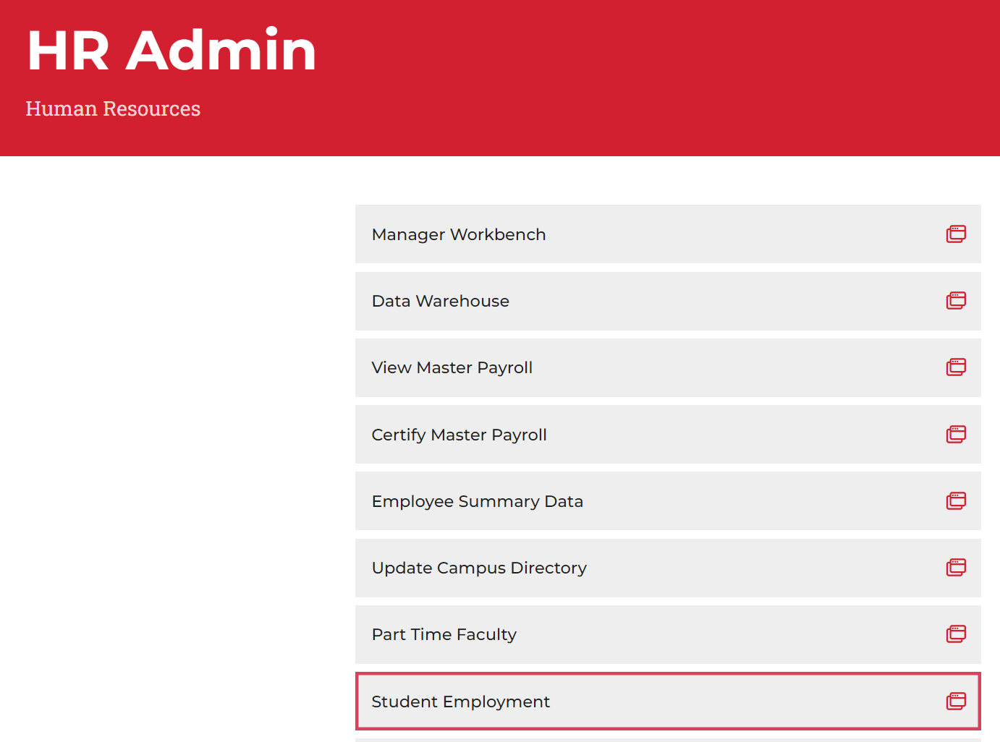 HR Admin
Human Resources
Manager Workbench
Data Warehouse
View Master Payroll
Certify Master Payroll
Employee Summary Data
Update Campus Directory
Part Time Faculty
Student Employment